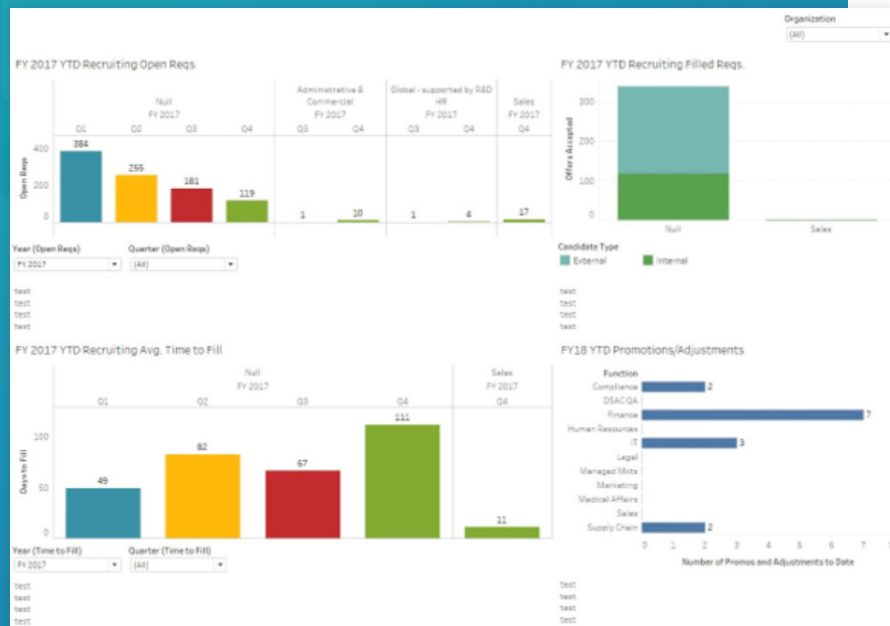 Organization
(All)
FY 2017 YTD Recruiting Open Reqs
Null
FY 2017
Administrative &
Commercial
FY 2017
Global - supported by R&D
HR
FY 2017
Sales
FY 2017
Q1 Q2 Q3 Q4 Q3 Q4 Q3 Q4 Q4
Open Reqs
400
200
0
384 255 181 119 1 10 1 4 17
Year (Open Reqs) Quarter (Open Reqs)
FY 2017 (All)
text
test
text
text
FY 2017 YTD Recruiting Filled Reqs.
Offers Accepted
300
200
100
0
Null Sales
Candidate Type
External Internal
test
text
test
test
FY 2017 YTD Recruiting Avg. Time to Fill
Null
FY 2017
Sales
FY 2017
Q1 Q2 Q3 Q4 Q4
Days to Fill
100
50
0
49 82 67 111 11
Year (Time to Fill) Quarter (Time to Fill)
FY 2017 (All)
test
text
text
test
FY18 YTD Promotions/Adjustments
Function
Compliance 2
DSAC QA
Finance 7
Human Resources
IT 3
Legal
Managed Mkts
Marketing
Medical Affairs
Sales
Supply Chain 2
0 1 2 3 4 5 6 7
Number of Promos and Adjustments to Date
test
text
text
test